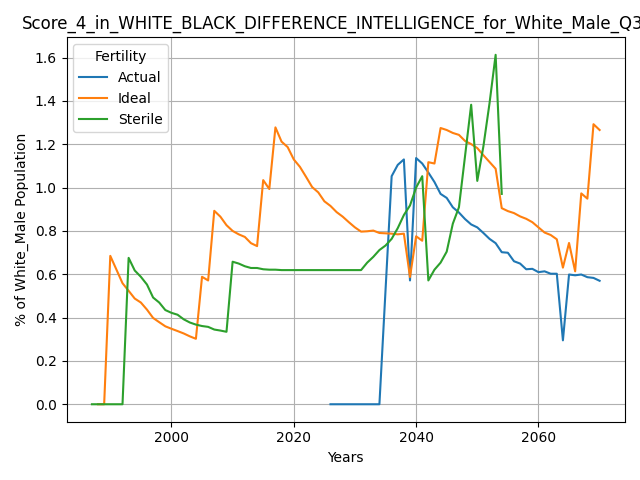 Score_4_in_WHITE_BLACK_DIFFERENCE_INTELLIGENCE_for_White_Male_Q3
Fertility
Actual
Ideal
Sterile
% of White_Male Population
1.6
1.4
1.2
1.0
0.8
0.6
0.4
0.2
0.0
2000 2020 2040 2060
Years